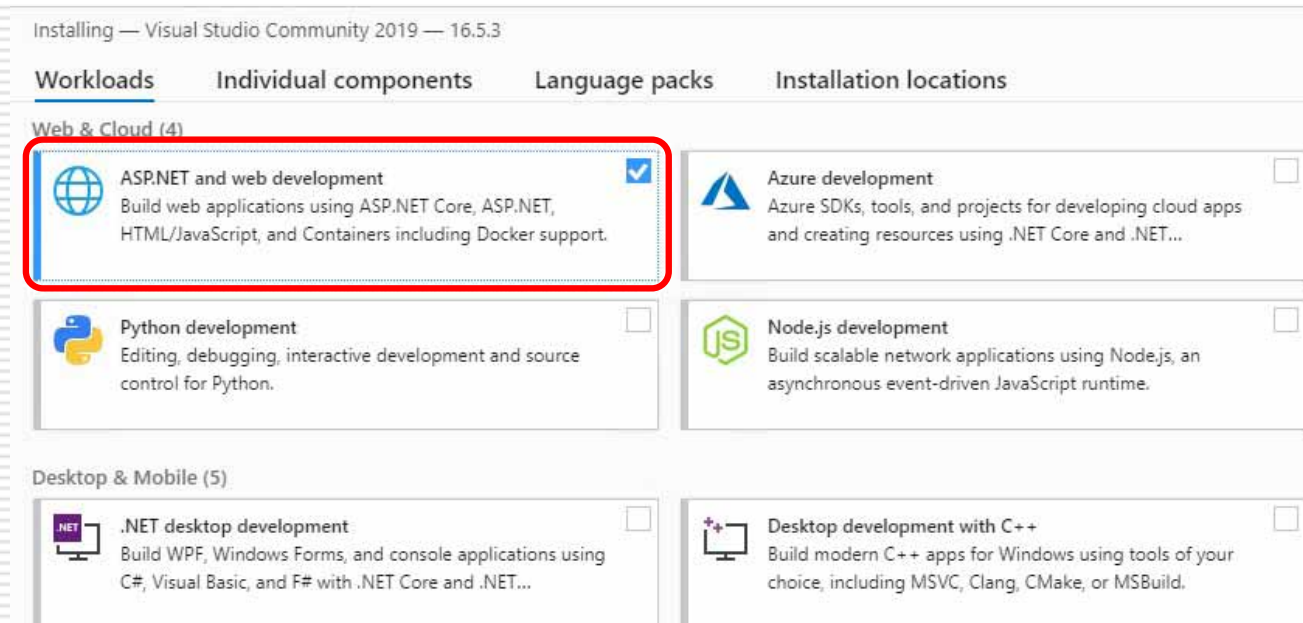 Installing — Visual Studio Community 2019 — 16.5.3
Workloads Individual components Language packs Installation locations
Web & Cloud (4)
ASP.NET and web development
Build web applications using ASP.NET Core, ASP.NET,
HTML/JavaScript, and Containers including Docker support.
Azure development
Azure SDKs, tools, and projects for developing cloud apps
and creating resources using .NET Core and .NET...
Python development
Editing, debugging, interactive development and source
control for Python.
JS
Node.js development
Build scalable network applications using Node.js, an
asynchronous event-driven JavaScript runtime.
Desktop & Mobile (5)
.NET
.NET desktop development
Build WPF, Windows Forms, and console applications using
C#, Visual Basic, and F# with .NET Core and .NET...
++
Desktop development with C++
Build modern C++ apps for Windows using tools of your
choice, including MSVC, Clang, CMake, or MSBuild.